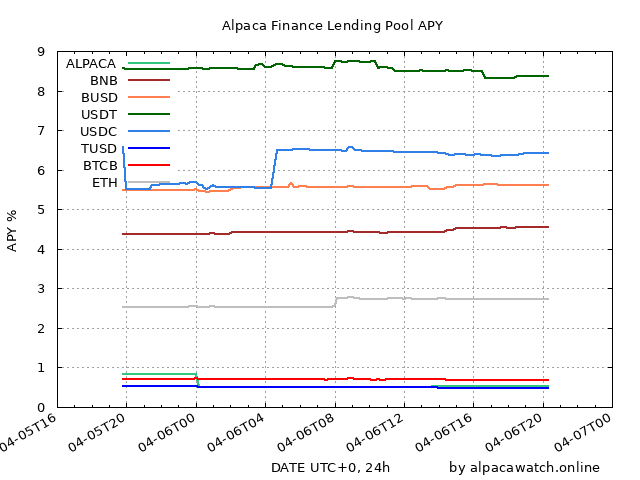 Alpaca Finance Lending Pool APY
9
8
7
6
5
4
3
2
1
0
APY %
ALPACA
BNB
BUSD
USDT
USDC
TUSD
BTCB
ETH
04-05T16
04-05T20
04-06T00
04-06T04
04-06T08
04-06T12
04-06T16
04-06T20
04-07T00
DATE UTC+0, 24h
by alpacawatch.online